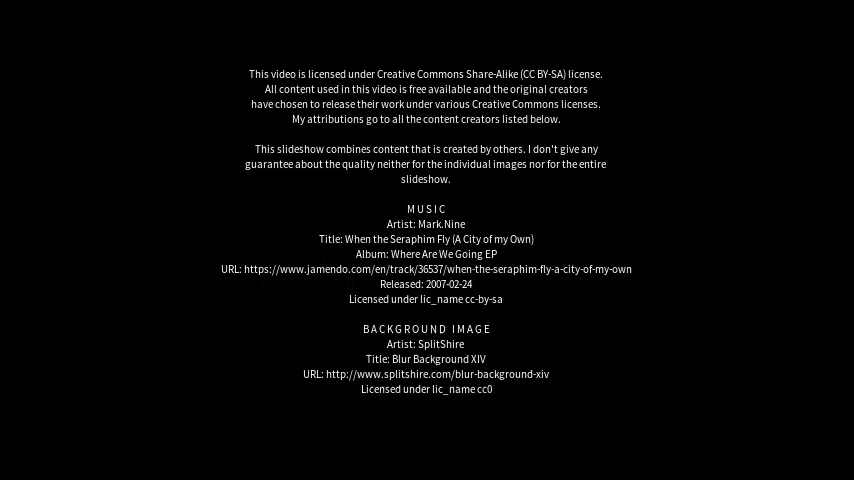 This video is licensed under Creative Commons Share-Alike (CC BY-SA) license.
All content used in this video is free available and the original creators
have chosen to release their work under various Creative Commons licenses.
My attributions go to all the content creators listed below.
This slideshow combines content that is created by others. I don't give any
guarantee about the quality neither for the individual images nor for the entire
slideshow.
MUSIC
Artist: Mark.Nine
Title: When the Seraphim Fly (A City of my Own)
Album: Where Are We Going EP
URL: https://www.jamendo.com/en/track/36537/when-the-seraphim-fly-a-city-of-my-own
Released: 2007-02-24
Licensed under lic_name cc-by-sa
BACKGROUND IMAGE
Artist: SplitShire
Title: Blur Background XIV
URL: http://www.splitshire.com/blur-background-xiv
Licensed under lic_name cc0